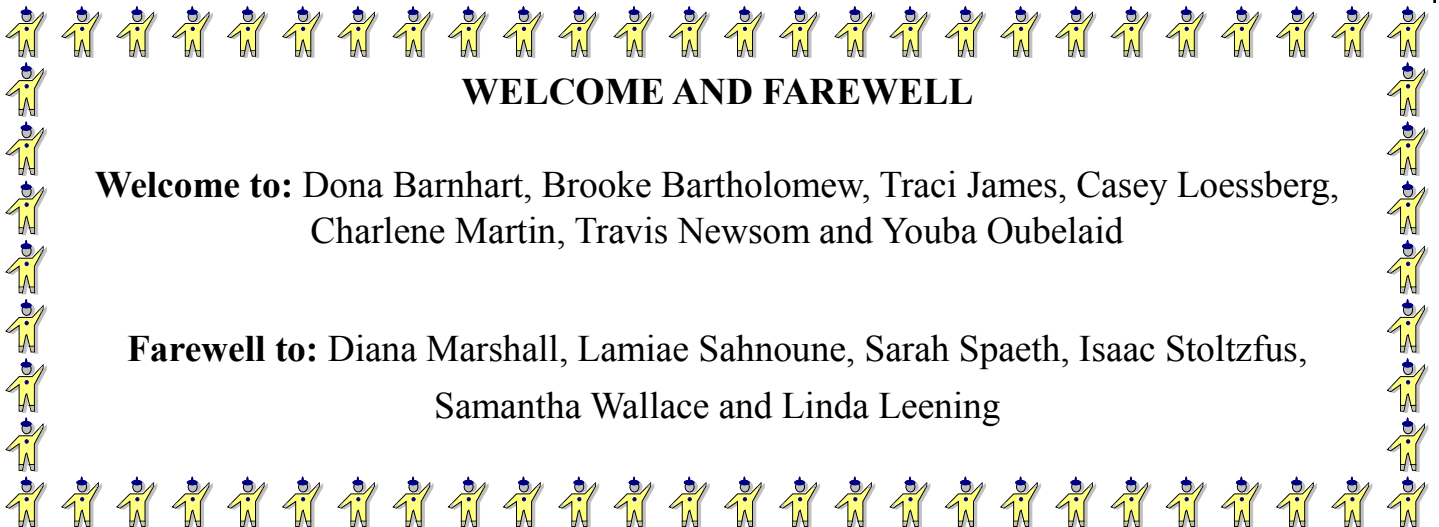 WELCOME AND FAREWELL
Welcome to: Dona Barnhart, Brooke Bartholomew, Traci James, Casey Loessberg,
Charlene Martin, Travis Newsom and Youba Oubelaid
Farewell to: Diana Marshall, Lamiae Sahnoune, Sarah Spaeth, Isaac Stoltzfus,
Samantha Wallace and Linda Leening